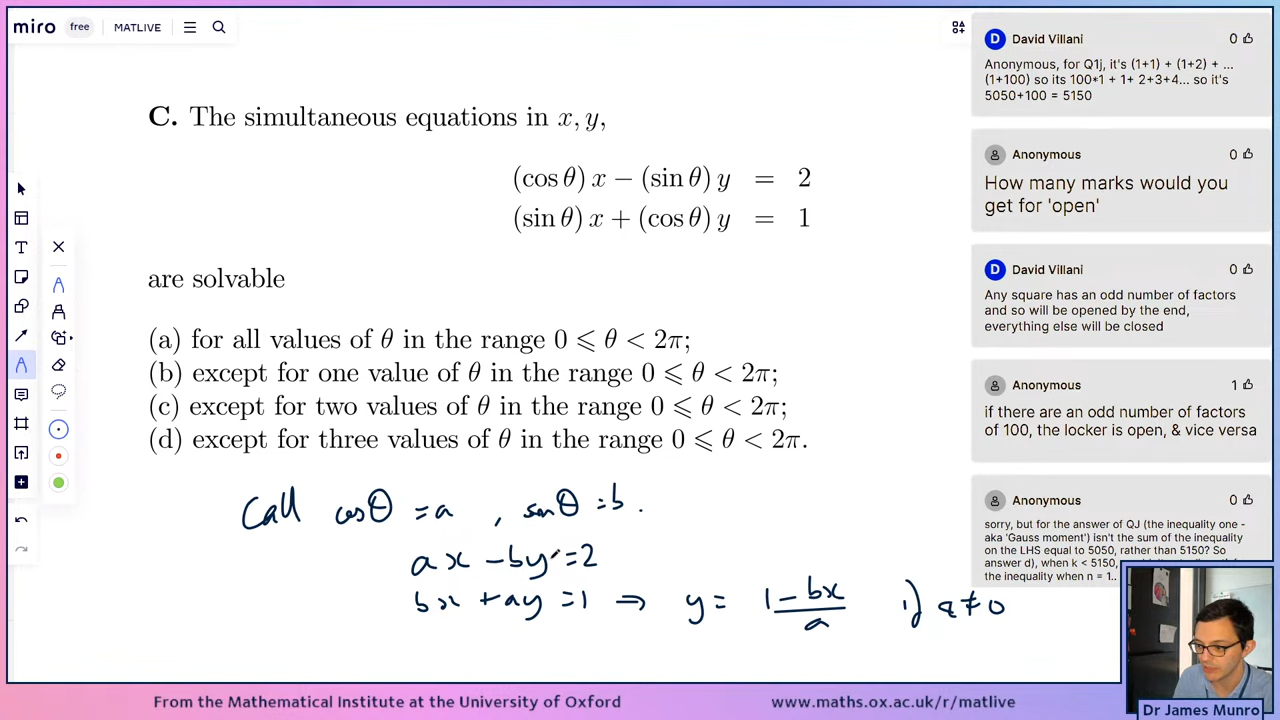 miro free MATLIVE
C. The simultaneous equations in x, y,
(cos θ) x − (sin θ) y = 2
(sin θ) x + (cos θ) y = 1
are solvable
(a) for all values of θ in the range 0 ⩽ θ < 2π;
(b) except for one value of θ in the range 0 ⩽ θ < 2π;
(c) except for two values of θ in the range 0 ⩽ θ < 2π;
(d) except for three values of θ in the range 0 ⩽ θ < 2π.
Call cosθ = a , sinθ = b .
ax − by = 2
bx + ay = 1 ⇒ y = (1 − bx)/a if a ≠ 0
D David Villani 0
Anonymous, for Q1j, it's (1+1) + (1+2) + ...
(1+100) so its 100*1 + 1+ 2+3+4... so it's
5050+100 = 5150
Anonymous 0
How many marks would you
get for 'open'
D David Villani 0
Any square has an odd number of factors
and so will be opened by the end,
everything else will be closed
Anonymous 1
if there are an odd number of factors
of 100, the locker is open, & vice versa
Anonymous 0
sorry, but for the answer of QJ (the inequality one -
aka 'Gauss moment') isn't the sum of the inequality
on the LHS equal to 5050, rather than 5150? So
answer d), when k < 5150,
the inequality when n = 1..
Dr James Munro
From the Mathematical Institute at the University of Oxford
www.maths.ox.ac.uk/r/matlive